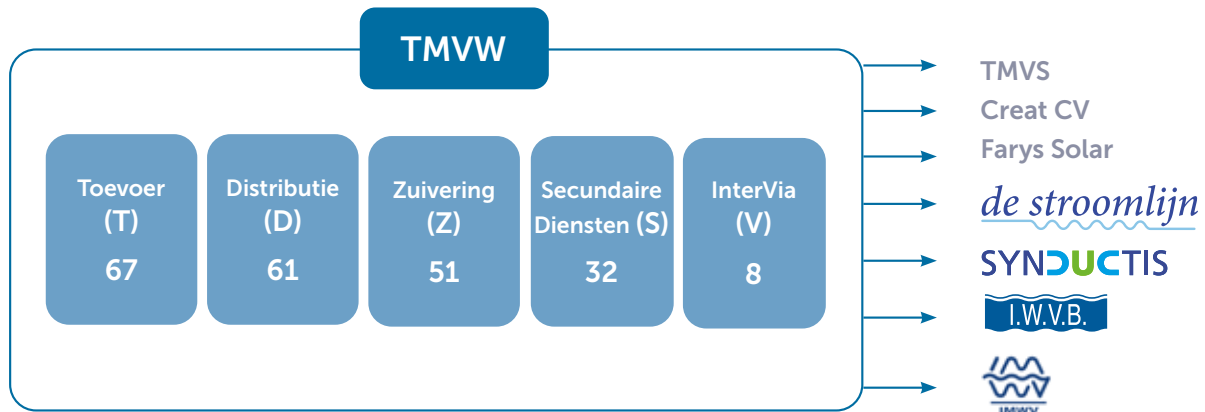 TMVW
Toevoer
(T)
67
Distributie
(D)
61
Zuivering
(Z)
51
Secundaire
Diensten (S)
32
InterVia
(V)
8
TMVS
Creat CV
Farys Solar
de stroomlijn
SYNDUCTIS
I.W.V.B.
IMWV